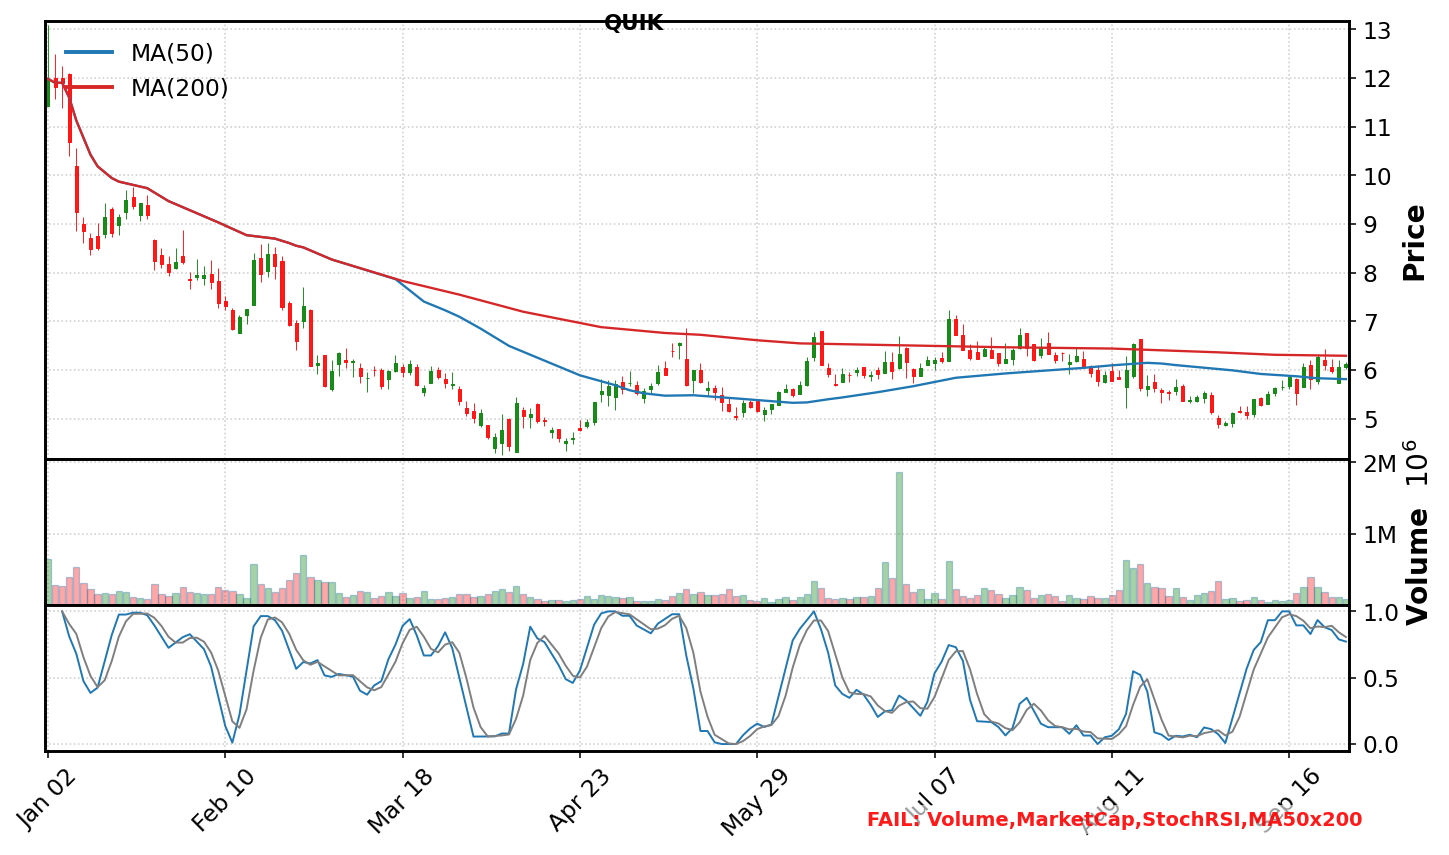 QUIK
MA(50)
MA(200)
13
12
11
10
9
8
7
6
5
Price
2M
1M
Volume 10^6
1.0
0.5
0.0
Jan 02
Feb 10
Mar 18
Apr 23
May 29
Jul 07
Aug 11
Sep 16
FAIL: Volume,MarketCap,StochRSI,MA50x200